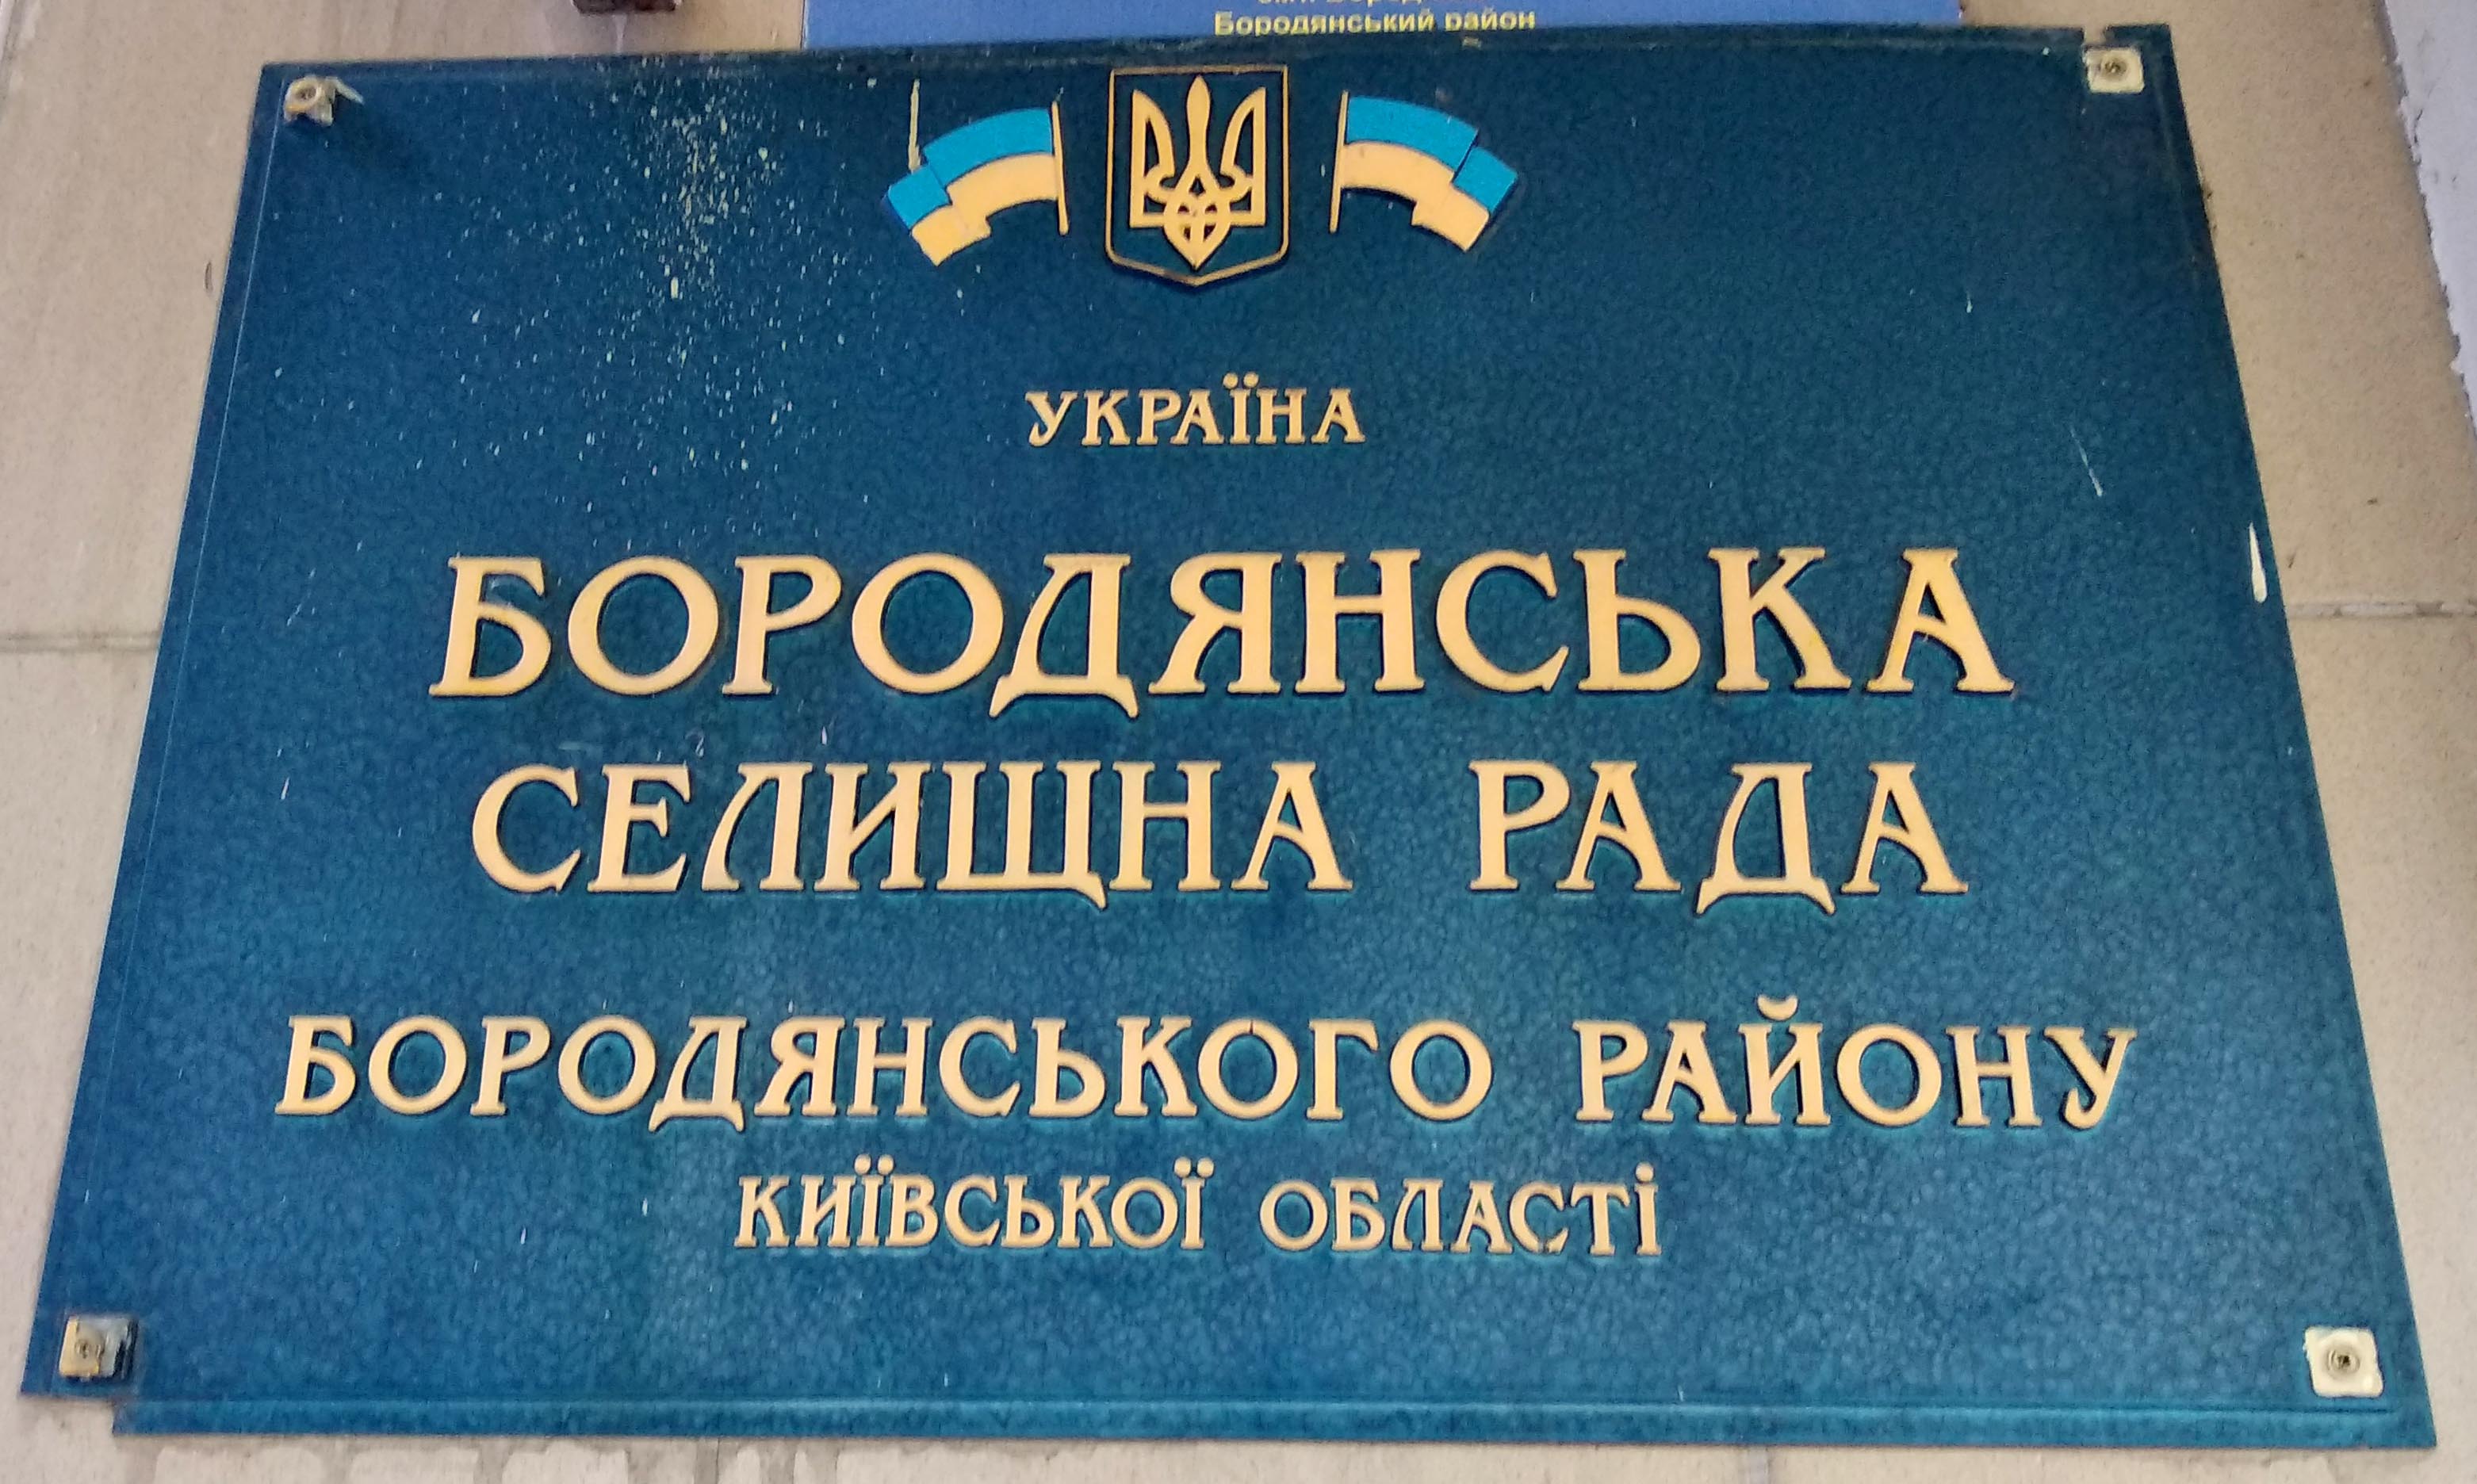 Бородянський район
УКРАЇНА
БОРОДЯНСЬКА
СЕЛИЩНА РАДА
БОРОДЯНСЬКОГО РАЙОНУ
КИЇВСЬКОЇ ОБЛАСТІ